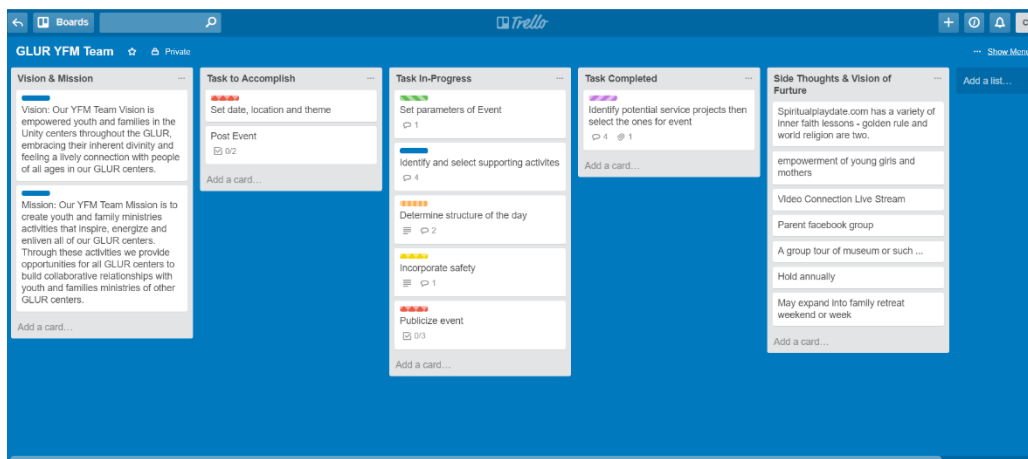 Boards
Trello
GLUR YFM Team
Private
... Show Menu
Vision & Mission
...
Vision: Our YFM Team Vision is
empowered youth and families in the
Unity centers throughout the GLUR,
embracing their inherent divinity and
feeling a lively connection with people
of all ages in our GLUR centers.
Mission: Our YFM Team Mission is to
create youth and family ministries
activities that inspire, energize and
enliven all of our GLUR centers.
Through these activities we provide
opportunities for all GLUR centers to
build collaborative relationships with
youth and families ministries of other
GLUR centers.
Add a card...
Task to Accomplish
...
Set date, location and theme
Post Event
0/2
Add a card...
Task In-Progress
...
Set parameters of Event
1
Identify and select supporting activites
4
Determine structure of the day
2
Incorporate safety
1
Publicize event
0/3
Add a card...
Task Completed
...
Identify potential service projects then
select the ones for event
4 1
Add a card...
Side Thoughts & Vision of
Furture
...
Spiritualplaydate.com has a variety of
inner faith lessons - golden rule and
world religion are two.
empowerment of young girls and
mothers
Video Connection Live Stream
Parent facebook group
A group tour of museum or such ...
Hold annually
May expand into family retreat
weekend or week
Add a card...
Add a list...